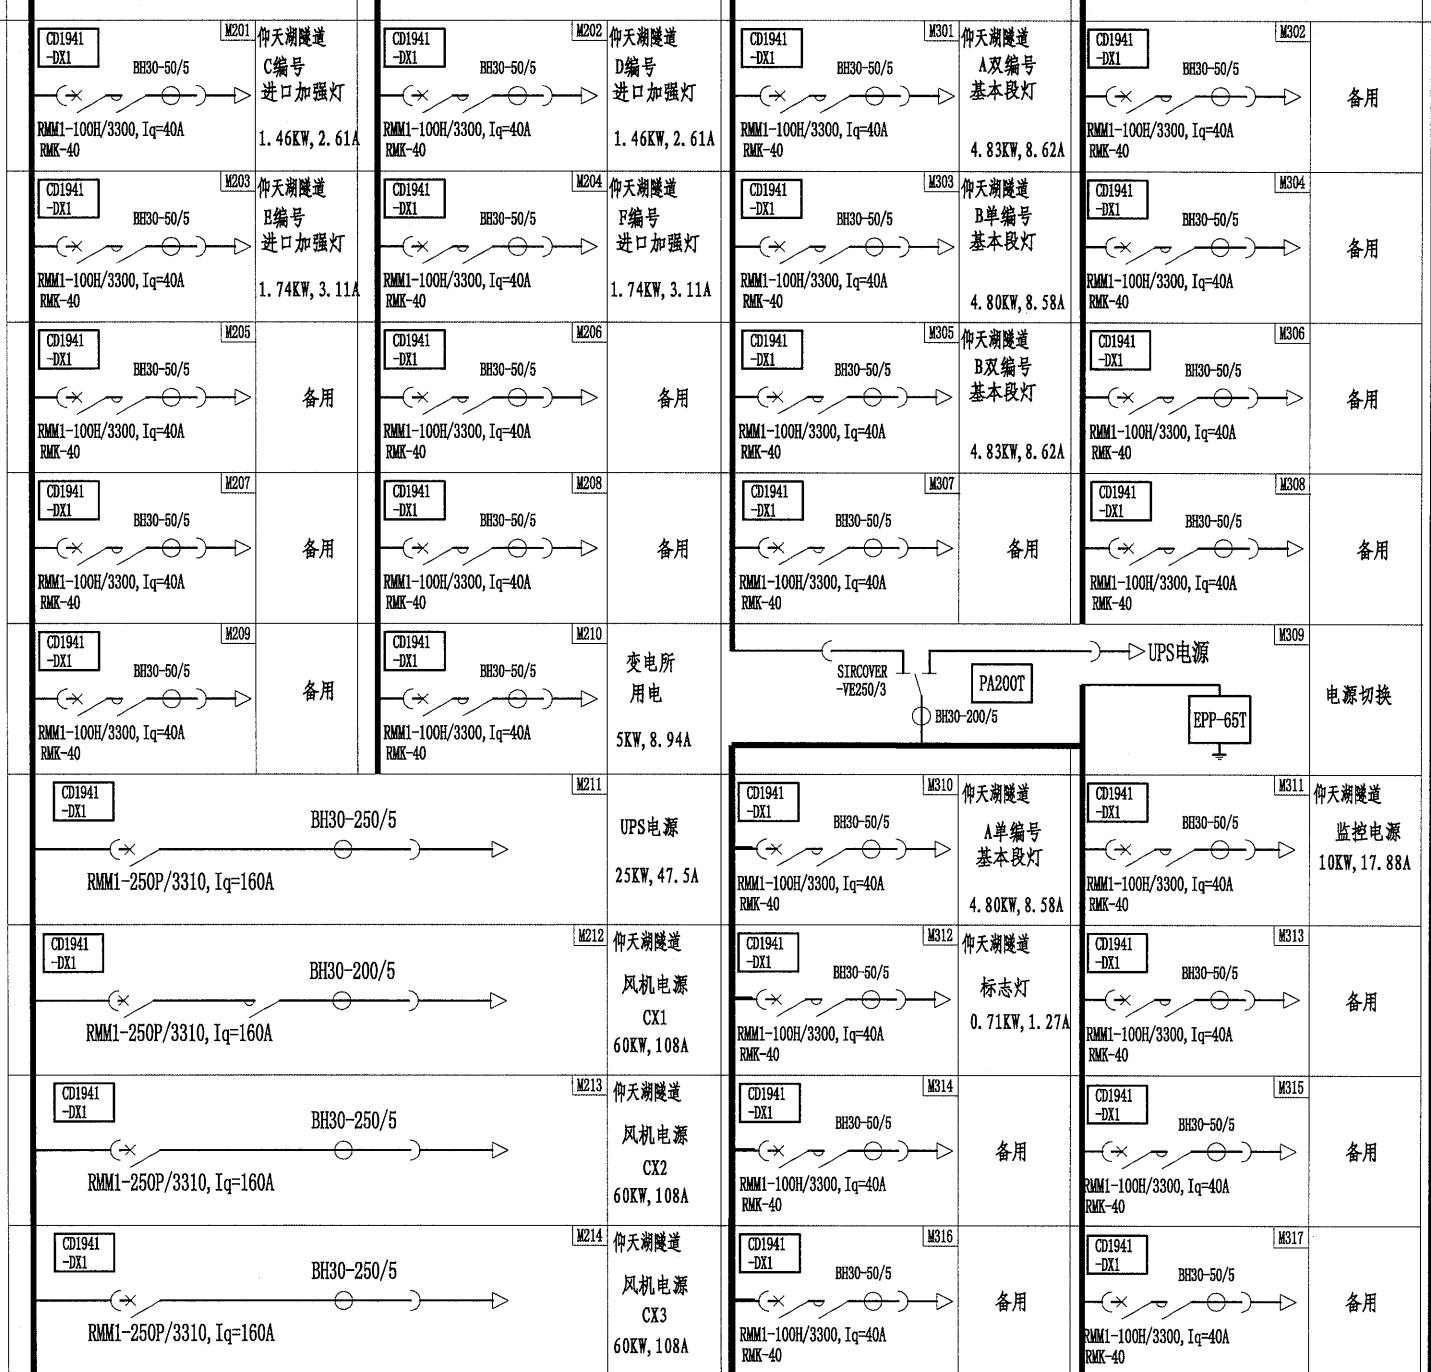 CD1941
-DX1
M201
BH30-50/5
RMM1-100H/3300, Iq=40A
RMK-40
仰天湖隧道
C编号
进口加强灯
1.46KW, 2.61A
CD1941
-DX1
M202
BH30-50/5
RMM1-100H/3300, Iq=40A
RMK-40
仰天湖隧道
D编号
进口加强灯
1.46KW, 2.61A
CD1941
-DX1
M301
BH30-50/5
RMM1-100H/3300, Iq=40A
RMK-40
仰天湖隧道
A双编号
基本段灯
4.83KW, 8.62A
CD1941
-DX1
M302
BH30-50/5
RMM1-100H/3300, Iq=40A
RMK-40
备用
CD1941
-DX1
M203
BH30-50/5
RMM1-100H/3300, Iq=40A
RMK-40
仰天湖隧道
E编号
进口加强灯
1.74KW, 3.11A
CD1941
-DX1
M204
BH30-50/5
RMM1-100H/3300, Iq=40A
RMK-40
仰天湖隧道
F编号
进口加强灯
1.74KW, 3.11A
CD1941
-DX1
M303
BH30-50/5
RMM1-100H/3300, Iq=40A
RMK-40
仰天湖隧道
B单编号
基本段灯
4.80KW, 8.58A
CD1941
-DX1
M304
BH30-50/5
RMM1-100H/3300, Iq=40A
RMK-40
备用
CD1941
-DX1
M205
BH30-50/5
RMM1-100H/3300, Iq=40A
RMK-40
备用
CD1941
-DX1
M206
BH30-50/5
RMM1-100H/3300, Iq=40A
RMK-40
备用
CD1941
-DX1
M305
BH30-50/5
RMM1-100H/3300, Iq=40A
RMK-40
仰天湖隧道
B双编号
基本段灯
4.83KW, 8.62A
CD1941
-DX1
M306
BH30-50/5
RMM1-100H/3300, Iq=40A
RMK-40
备用
CD1941
-DX1
M207
BH30-50/5
RMM1-100H/3300, Iq=40A
RMK-40
备用
CD1941
-DX1
M208
BH30-50/5
RMM1-100H/3300, Iq=40A
RMK-40
备用
CD1941
-DX1
M307
BH30-50/5
RMM1-100H/3300, Iq=40A
RMK-40
备用
CD1941
-DX1
M308
BH30-50/5
RMM1-100H/3300, Iq=40A
RMK-40
备用
CD1941
-DX1
M209
BH30-50/5
RMM1-100H/3300, Iq=40A
RMK-40
备用
CD1941
-DX1
M210
BH30-50/5
RMM1-100H/3300, Iq=40A
RMK-40
变电所
用电
5KW, 8.94A
M309
UPS电源
SIRCOVER
-VE250/3
PA200T
BH30-200/5
EPP-65T
电源切换
CD1941
-DX1
M211
BH30-250/5
RMM1-250P/3310, Iq=160A
UPS电源
25KW, 47.5A
CD1941
-DX1
M310
BH30-50/5
RMM1-100H/3300, Iq=40A
RMK-40
仰天湖隧道
A单编号
基本段灯
4.80KW, 8.58A
CD1941
-DX1
M311
BH30-50/5
RMM1-100H/3300, Iq=40A
RMK-40
仰天湖隧道
监控电源
10KW, 17.88A
CD1941
-DX1
M212
BH30-200/5
RMM1-250P/3310, Iq=160A
仰天湖隧道
风机电源
CX1
60KW, 108A
CD1941
-DX1
M312
BH30-50/5
RMM1-100H/3300, Iq=40A
RMK-40
仰天湖隧道
标志灯
0.71KW, 1.27A
CD1941
-DX1
M313
BH30-50/5
RMM1-100H/3300, Iq=40A
RMK-40
备用
CD1941
-DX1
M213
BH30-250/5
RMM1-250P/3310, Iq=160A
仰天湖隧道
风机电源
CX2
60KW, 108A
CD1941
-DX1
M314
BH30-50/5
RMM1-100H/3300, Iq=40A
RMK-40
备用
CD1941
-DX1
M315
BH30-50/5
RMM1-100H/3300, Iq=40A
RMK-40
备用
CD1941
-DX1
M214
BH30-250/5
RMM1-250P/3310, Iq=160A
仰天湖隧道
风机电源
CX3
60KW, 108A
CD1941
-DX1
M316
BH30-50/5
RMM1-100H/3300, Iq=40A
RMK-40
备用
CD1941
-DX1
M317
BH30-50/5
RMM1-100H/3300, Iq=40A
RMK-40
备用